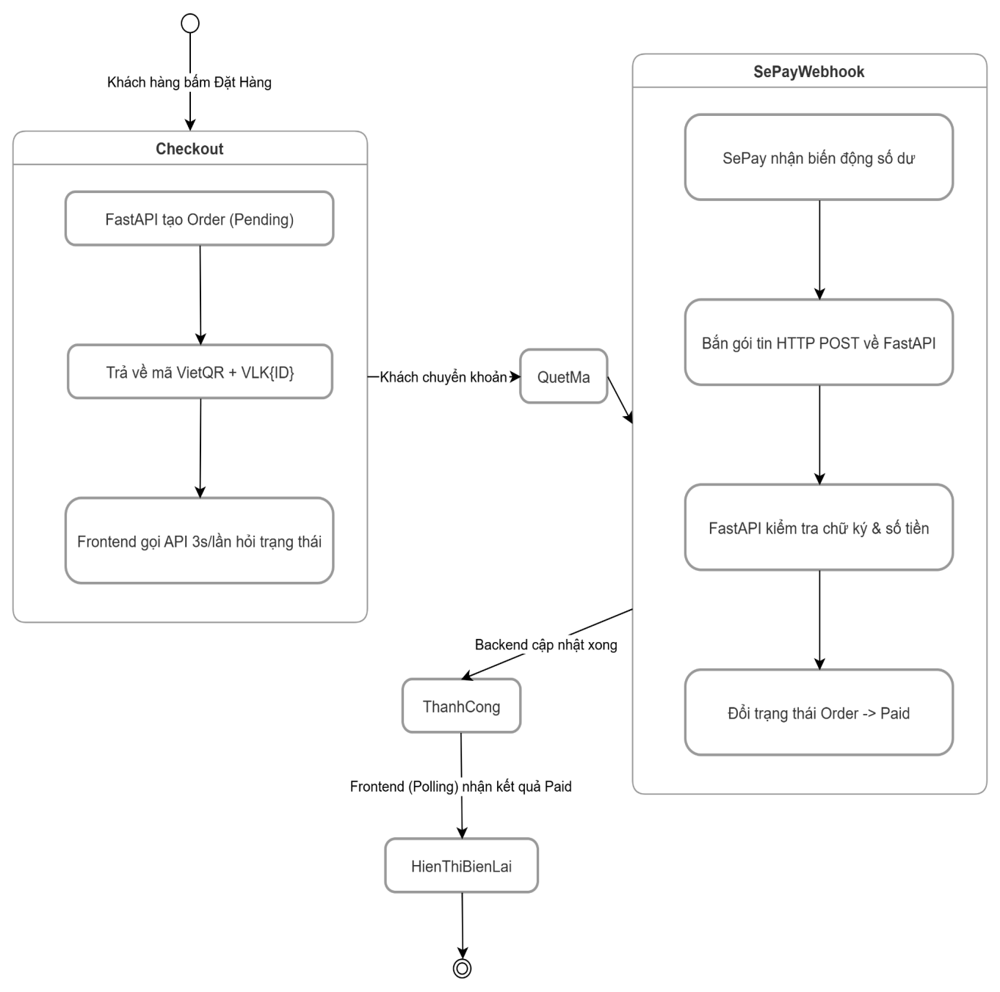 Khách hàng bấm Đặt Hàng
Checkout
FastAPI tạo Order (Pending)
Trả về mã VietQR + VLK{ID}
Frontend gọi API 3s/lần hỏi trạng thái
Khách chuyển khoản
QuetMa
SePayWebhook
SePay nhận biến động số dư
Bắn gói tin HTTP POST về FastAPI
FastAPI kiểm tra chữ ký & số tiền
Đổi trạng thái Order -> Paid
Backend cập nhật xong
ThanhCong
Frontend (Polling) nhận kết quả Paid
HienThiBienLai